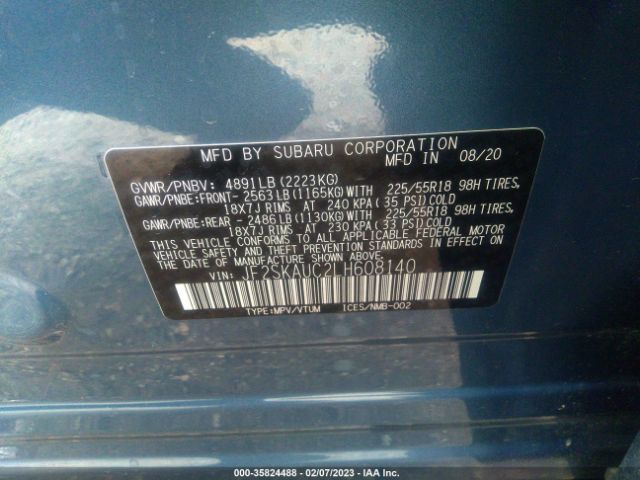 MFD BY SUBARU CORPORATION
MFD IN 08/20
GVWR/PNBV: 4891LB (2223KG)
GAWR/PNBE:FRONT- 2563LB(1165KG)WITH 225/55R18 98H TIRES,
18X7J RIMS AT 240 KPA(35 PSI)COLD
GAWR/PNBE:REAR - 2486LB(1130KG)WITH 225/55R18 98H TIRES,
18X7J RIMS AT 230 KPA(33 PSI)COLD
THIS VEHICLE CONFORMS TO ALL APPLICABLE FEDERAL MOTOR
VEHICLE SAFETY AND THEFT PREVENTION STANDARDS IN EFFECT ON
THE DATE OF MANUFACTURE SHOWN ABOVE.
VIN: JF2SKAUC2LH608140
TYPE:MPV/VTUM ICES/NMB-002
000-35824488 - 02/07/2023 - IAA Inc.